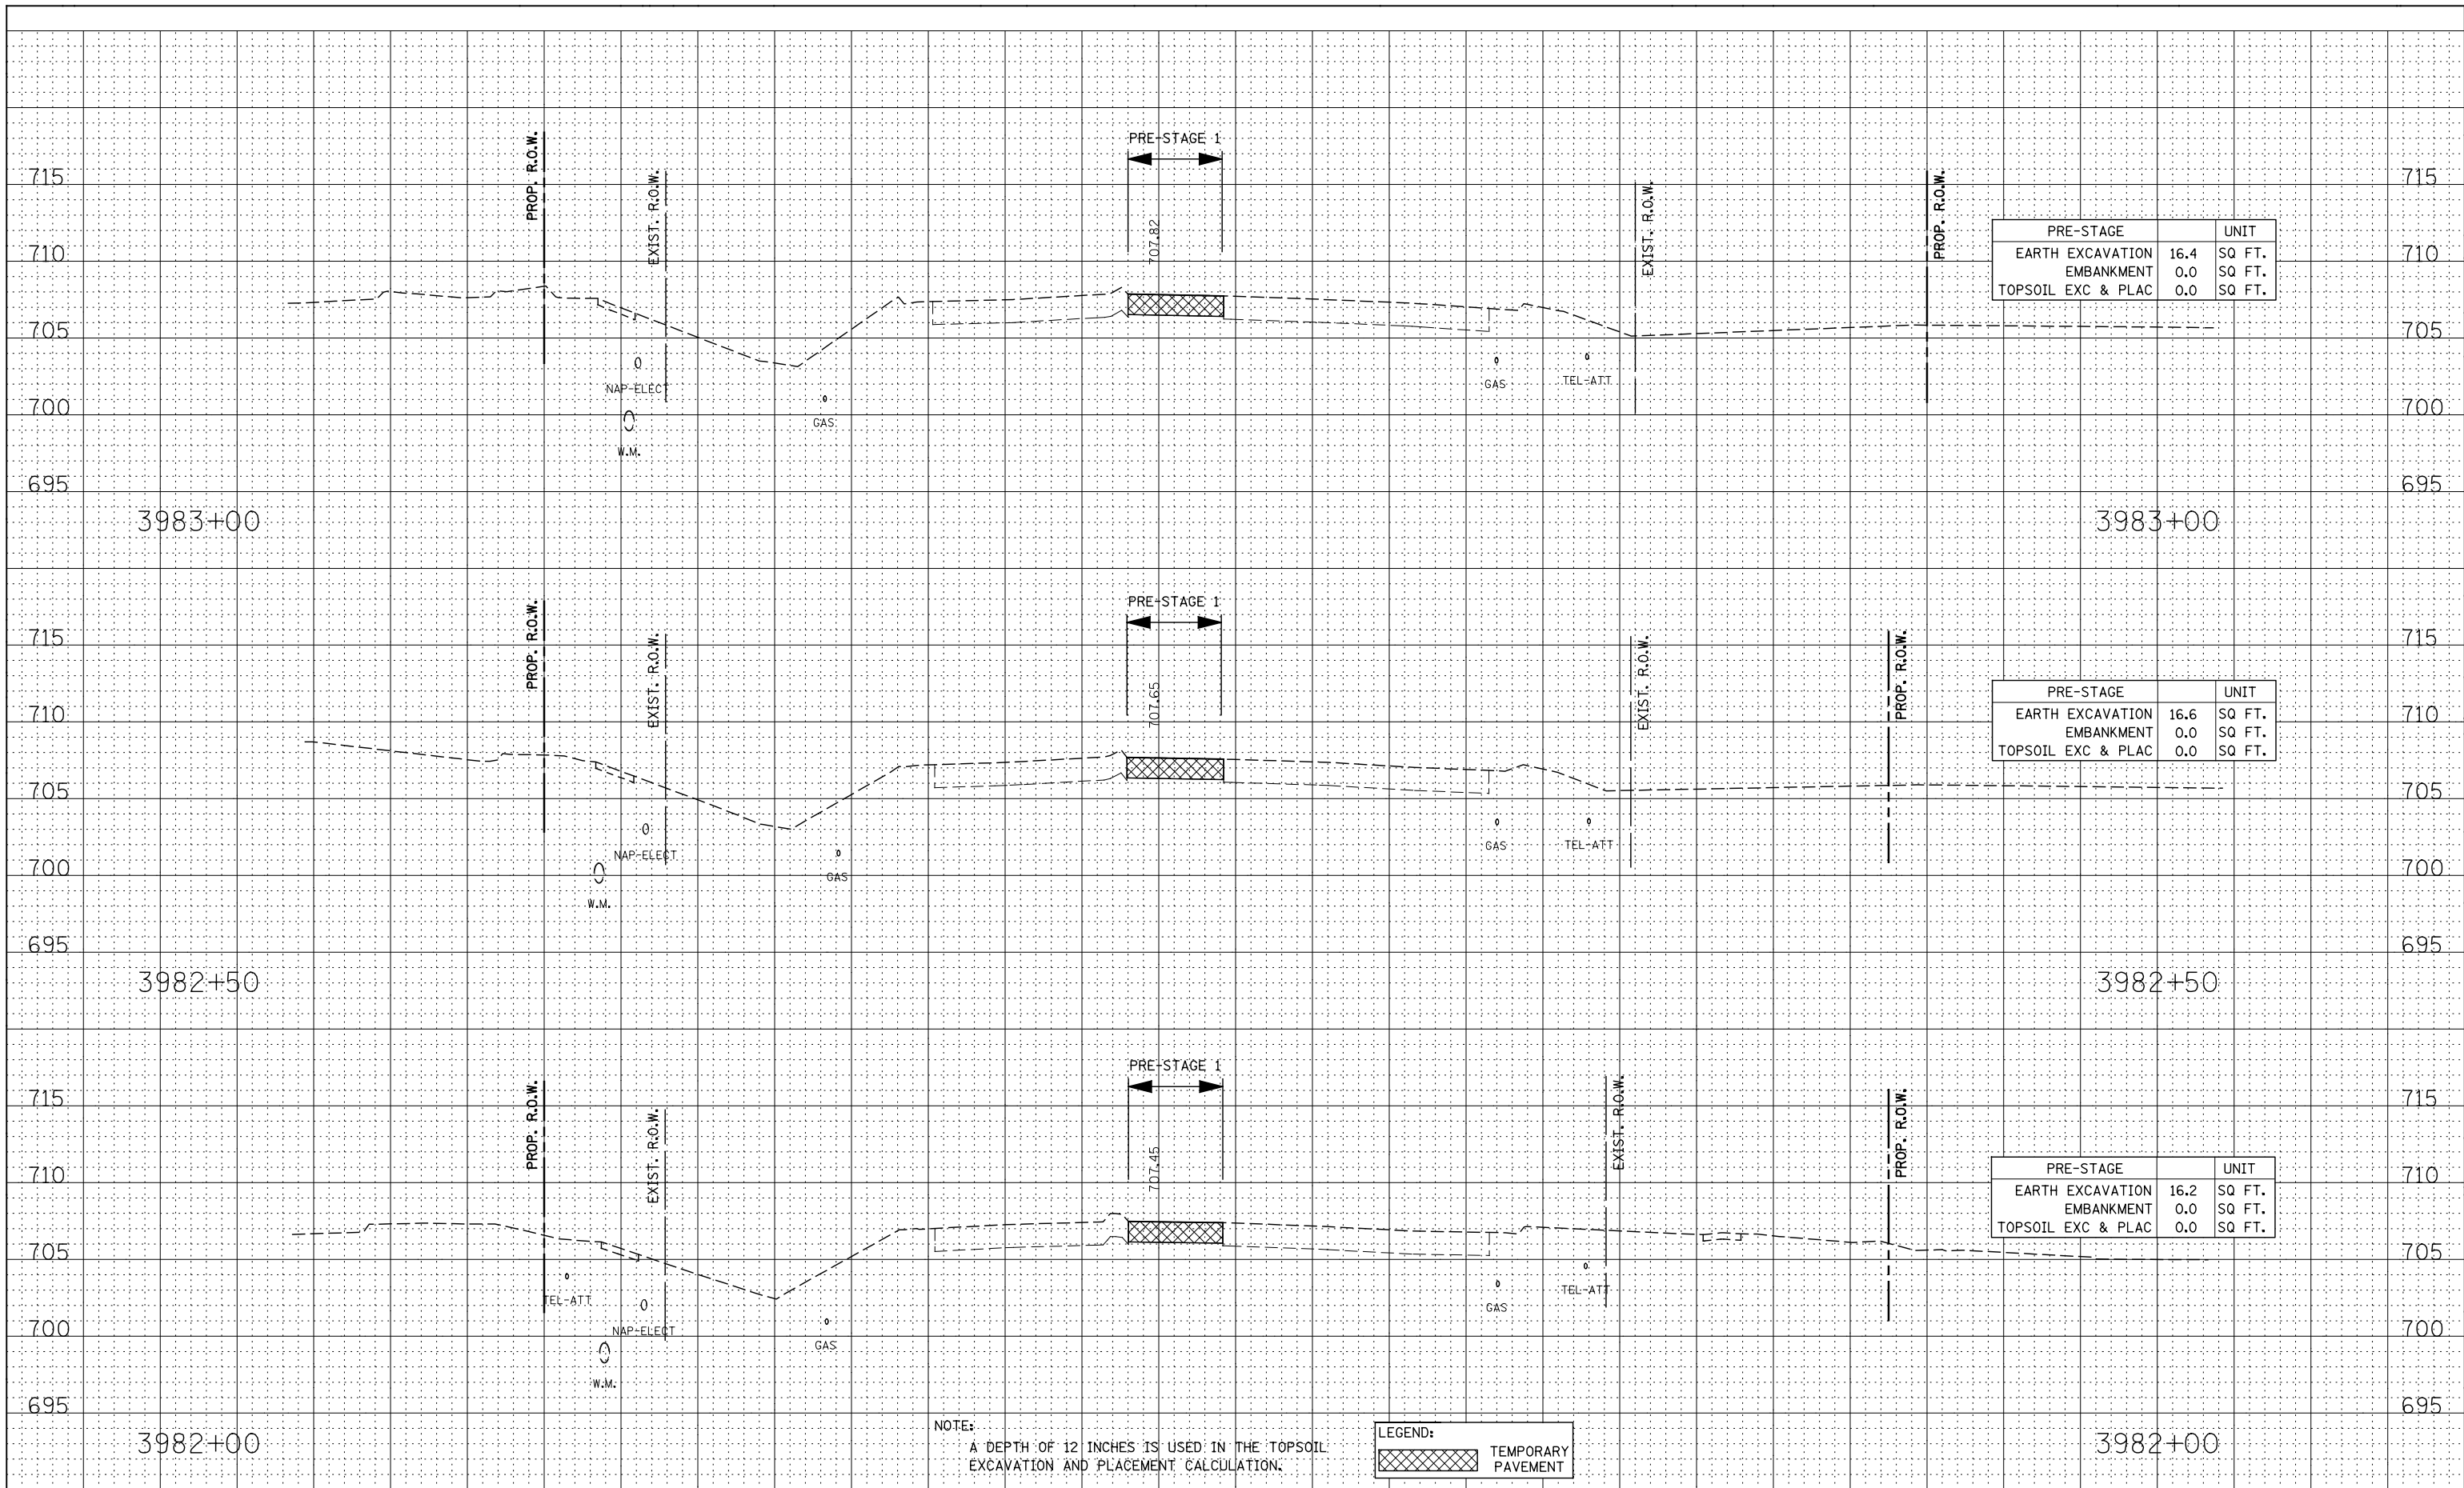 PRE-STAGE 1
PROP. R.O.W.
EXIST. R.O.W.
707.82
EXIST. R.O.W.
PROP. R.O.W.
715 715
710 710
705 705
700 700
695 695
PRE-STAGE UNIT
EARTH EXCAVATION 16.4 SQ FT.
EMBANKMENT 0.0 SQ FT.
TOPSOIL EXC & PLAC 0.0 SQ FT.
NAP-ELECT
W.M.
GAS
GAS
TEL-ATT
3983+00 3983+00
PRE-STAGE 1
PROP. R.O.W.
EXIST. R.O.W.
707.65
EXIST. R.O.W.
PROP. R.O.W.
715 715
710 710
705 705
700 700
695 695
PRE-STAGE UNIT
EARTH EXCAVATION 16.6 SQ FT.
EMBANKMENT 0.0 SQ FT.
TOPSOIL EXC & PLAC 0.0 SQ FT.
NAP-ELECT
W.M.
GAS
GAS
TEL-ATT
3982+50 3982+50
PRE-STAGE 1
PROP. R.O.W.
EXIST. R.O.W.
707.45
EXIST. R.O.W.
PROP. R.O.W.
715 715
710 710
705 705
700 700
695 695
PRE-STAGE UNIT
EARTH EXCAVATION 16.2 SQ FT.
EMBANKMENT 0.0 SQ FT.
TOPSOIL EXC & PLAC 0.0 SQ FT.
TEL-ATT
NAP-ELECT
W.M.
GAS
GAS
TEL-ATT
3982+00 3982+00
NOTE:
A DEPTH OF 12 INCHES IS USED IN THE TOPSOIL
EXCAVATION AND PLACEMENT CALCULATION.
LEGEND:
TEMPORARY
PAVEMENT